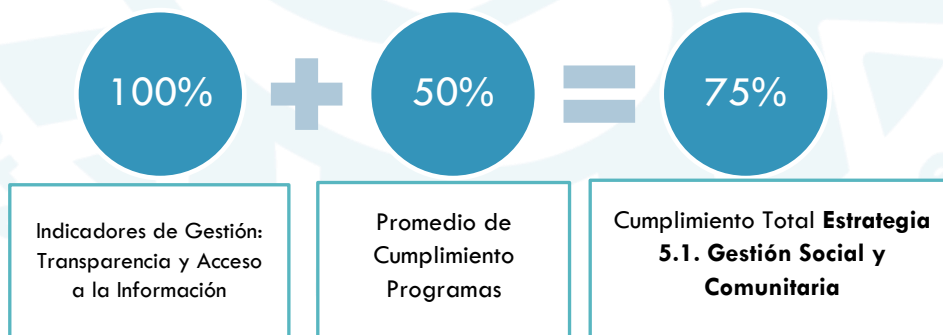 100%
50%
75%
Indicadores de Gestión:
Transparencia y Acceso
a la Información
Promedio de
Cumplimiento
Programas
Cumplimiento Total Estrategia
5.1. Gestión Social y
Comunitaria